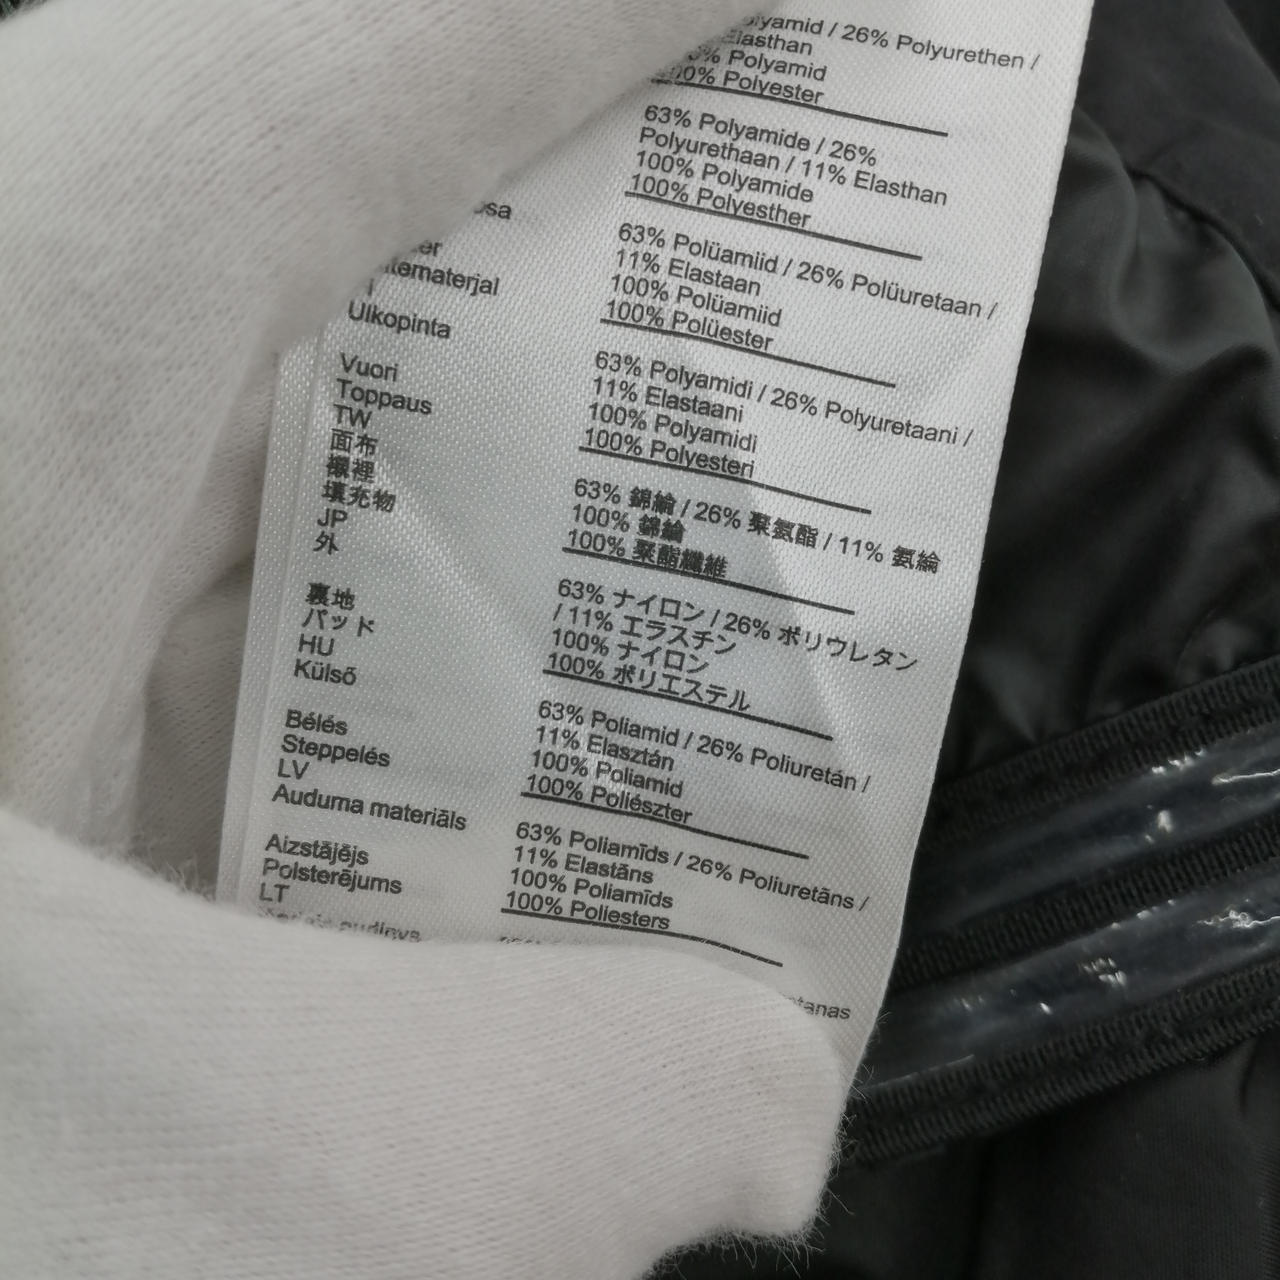 / 26% Polyurethen /
Elasthan
Polyamid
Polyester
63% Polyamide / 26%
Polyurethaan / 11% Elasthan
100% Polyamide
100% Polyesther
63% Polüamiid / 26% Polüuretaan /
11% Elastaan
100% Polüamiid
100% Polüester
Ulkopinta
63% Polyamidi / 26% Polyuretaani /
11% Elastaani
Vuori
100% Polyamidi
Toppaus
100% Polyesteri
TW
面布
63% 錦綸 / 26% 聚氨酯 / 11% 氨綸
襯裡
100% 錦綸
填充物
100% 聚酯纖維
JP
外
63% ナイロン / 26% ポリウレタン
/ 11% エラスチン
裏地
100% ナイロン
パッド
100% ポリエステル
HU
Külső
63% Poliamid / 26% Poliuretán /
11% Elasztán
Bélés
100% Poliamid
Steppelés
100% Poliészter
LV
Auduma materiāls
63% Poliamīds / 26% Poliuretāns /
11% Elastāns
Aizstājējs
100% Poliamīds
Polsterējums
100% Poliesters
LT